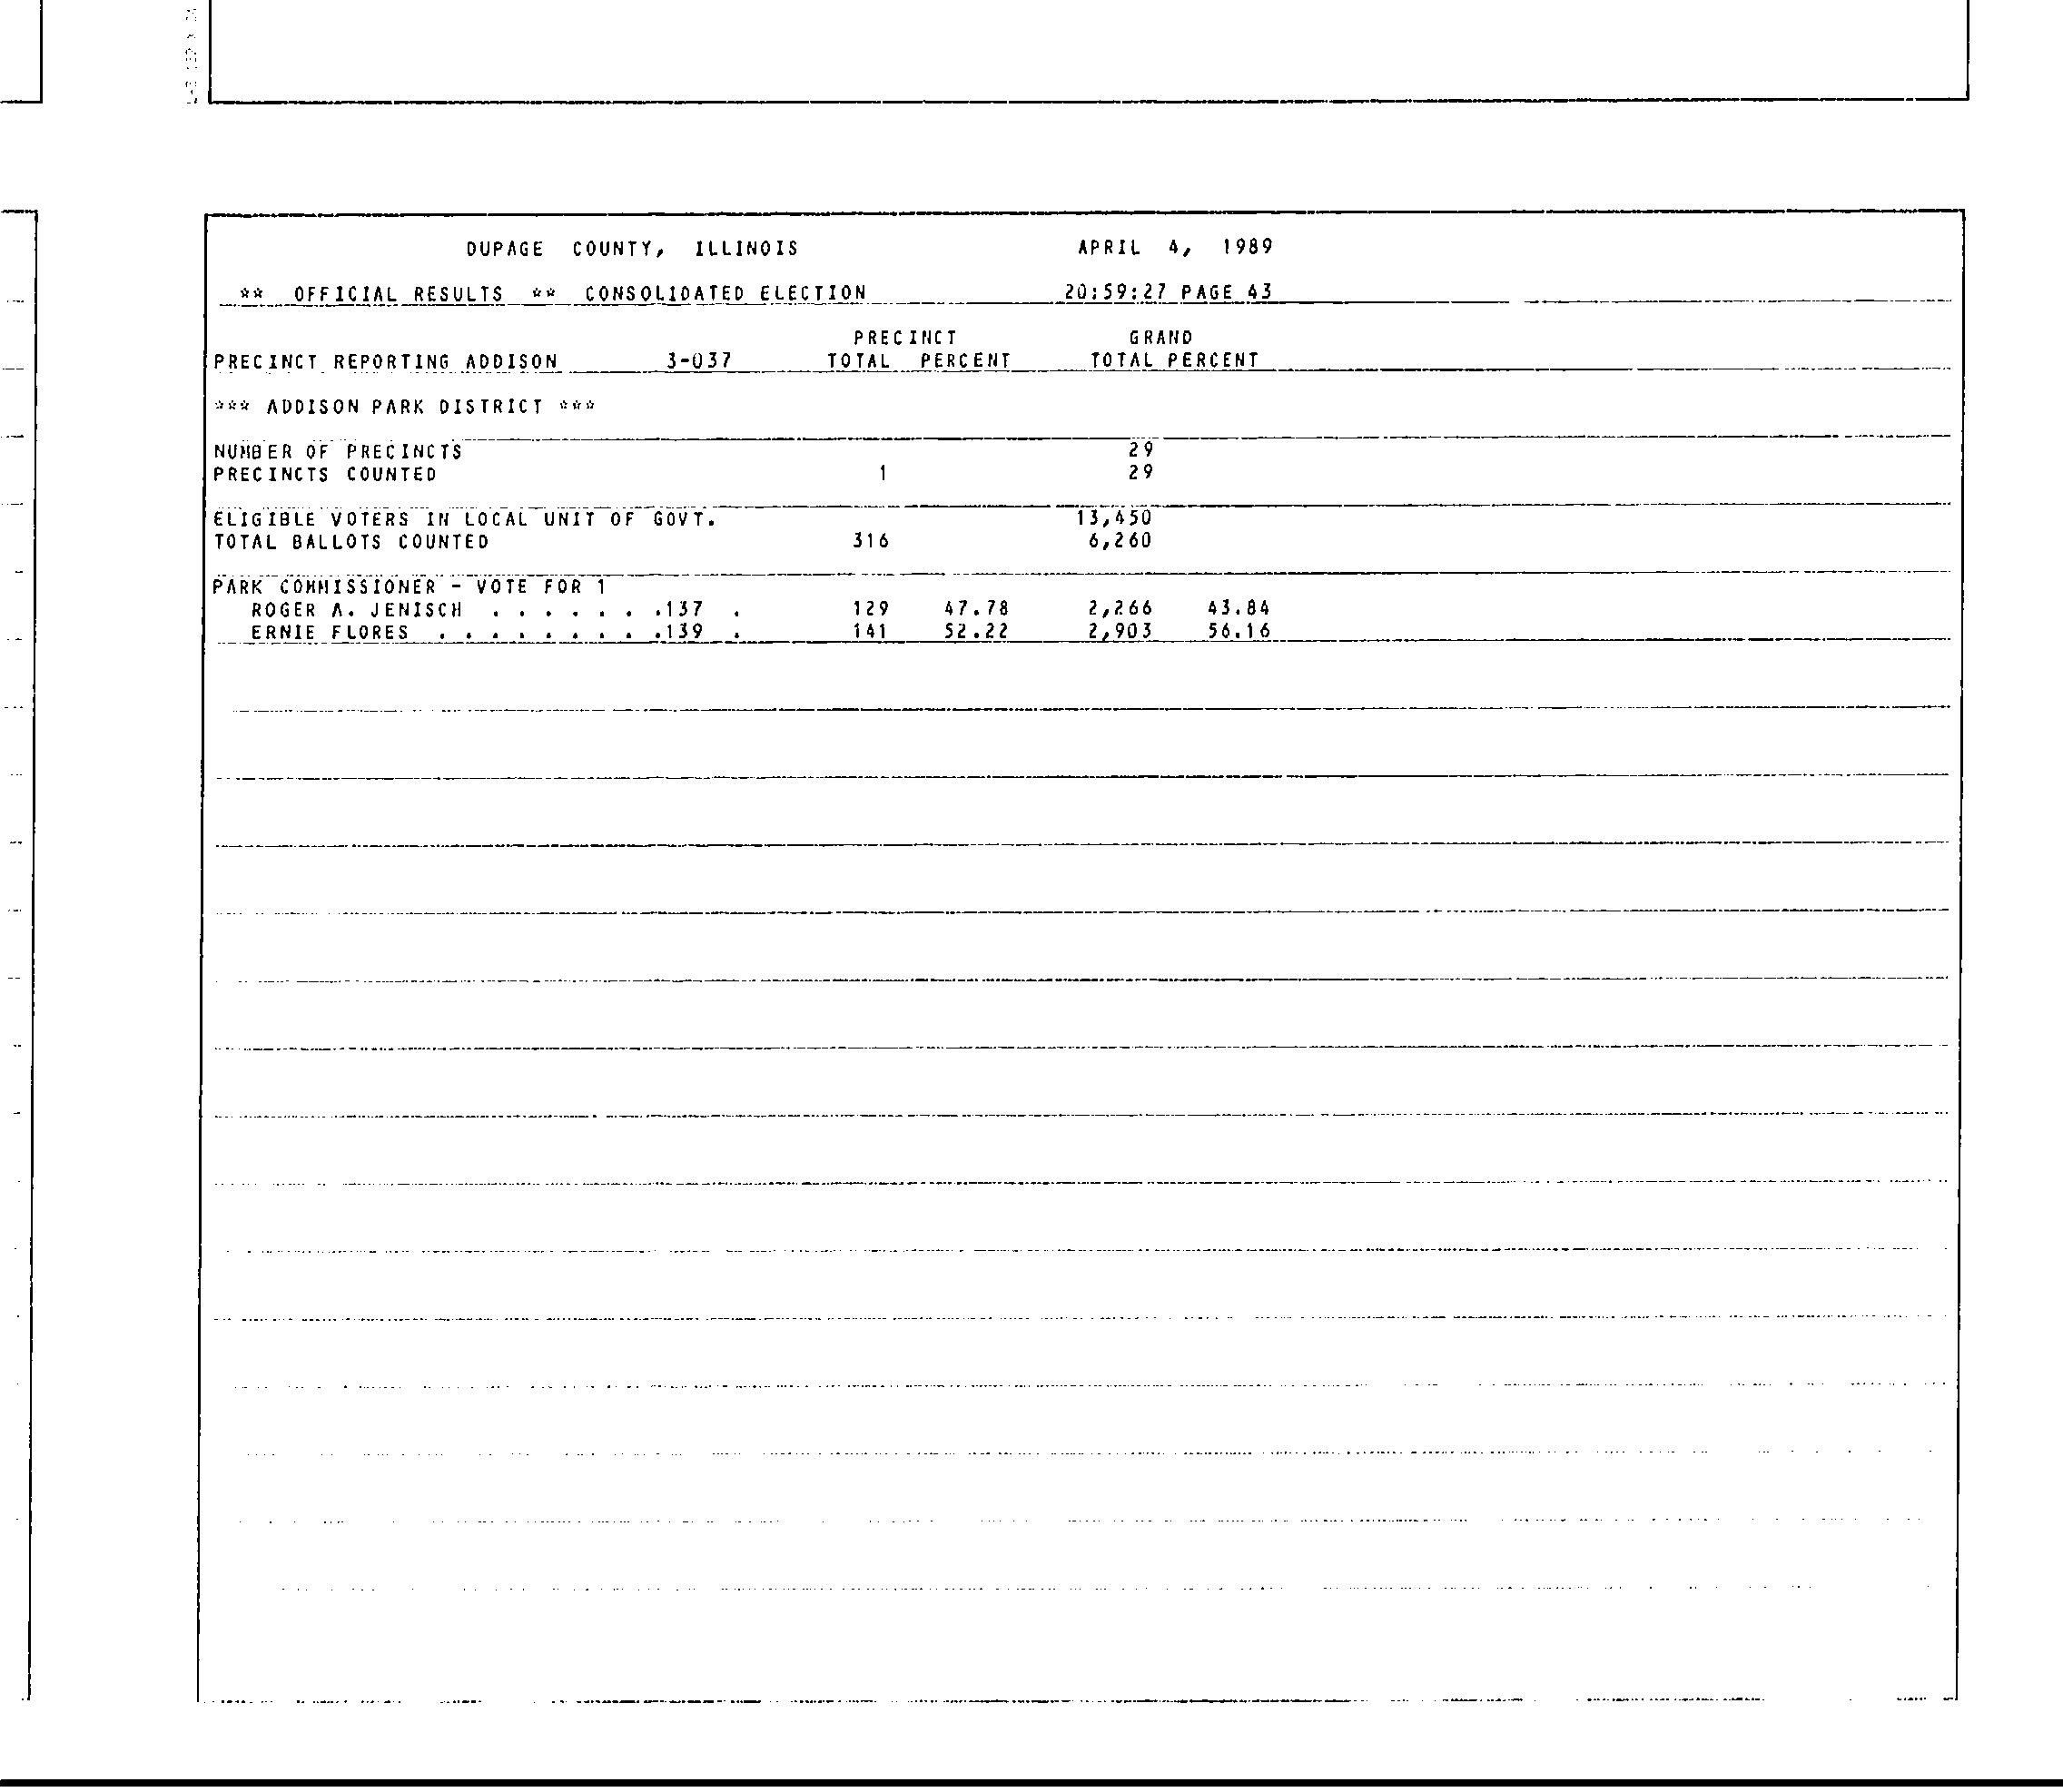 DUPAGE COUNTY, ILLINOIS APRIL 4, 1989
** OFFICIAL RESULTS ** CONSOLIDATED ELECTION 20:59:27 PAGE 43
PRECINCT GRAND
PRECINCT REPORTING ADDISON 3-037 TOTAL PERCENT TOTAL PERCENT
*** ADDISON PARK DISTRICT ***
NUMBER OF PRECINCTS 29
PRECINCTS COUNTED 1 29
ELIGIBLE VOTERS IN LOCAL UNIT OF GOVT. 13,450
TOTAL BALLOTS COUNTED 316 6,260
PARK COMMISSIONER - VOTE FOR 1
ROGER A. JENISCH . . . . . . .137 . 129 47.78 2,266 43.84
ERNIE FLORES . . . . . . . . .139 . 141 52.22 2,903 56.16